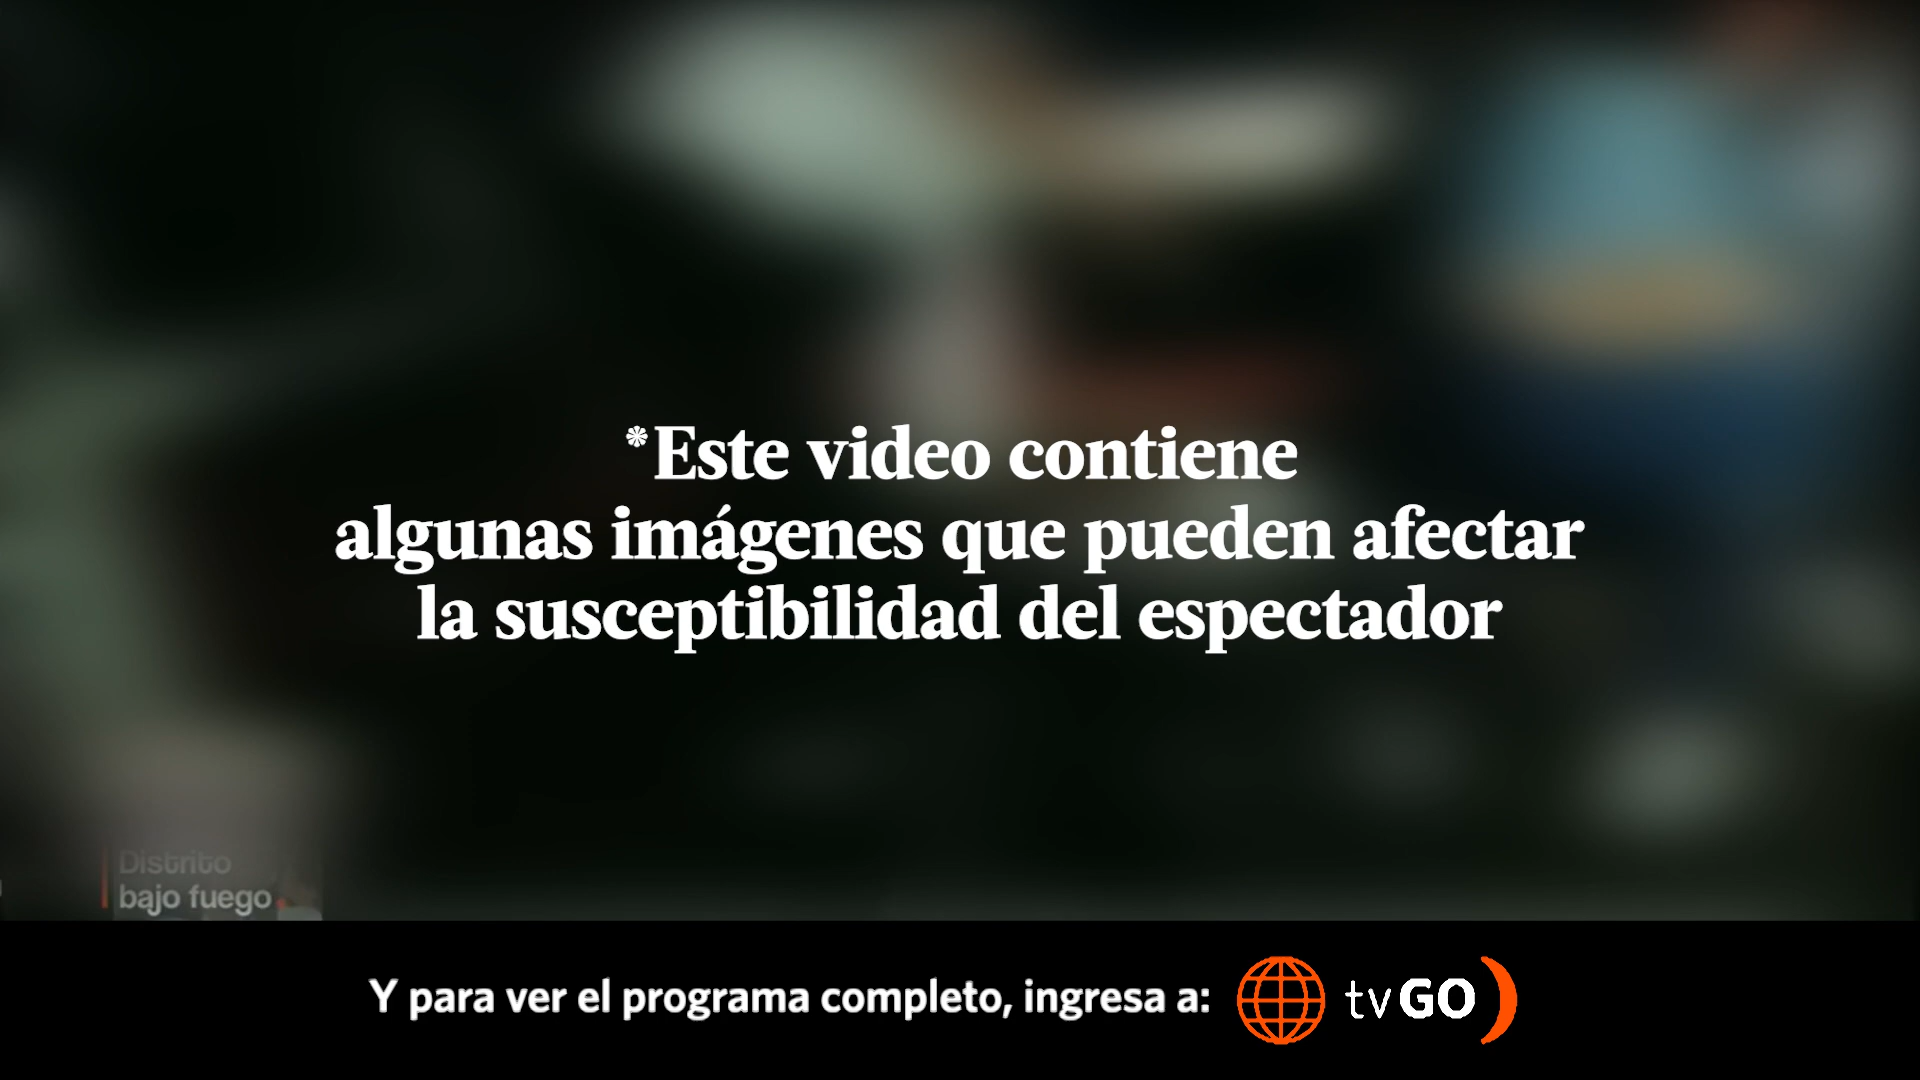 *Este video contiene
algunas imágenes que pueden afectar
la susceptibilidad del espectador
Distrito
bajo fuego
Y para ver el programa completo, ingresa a: tvGO